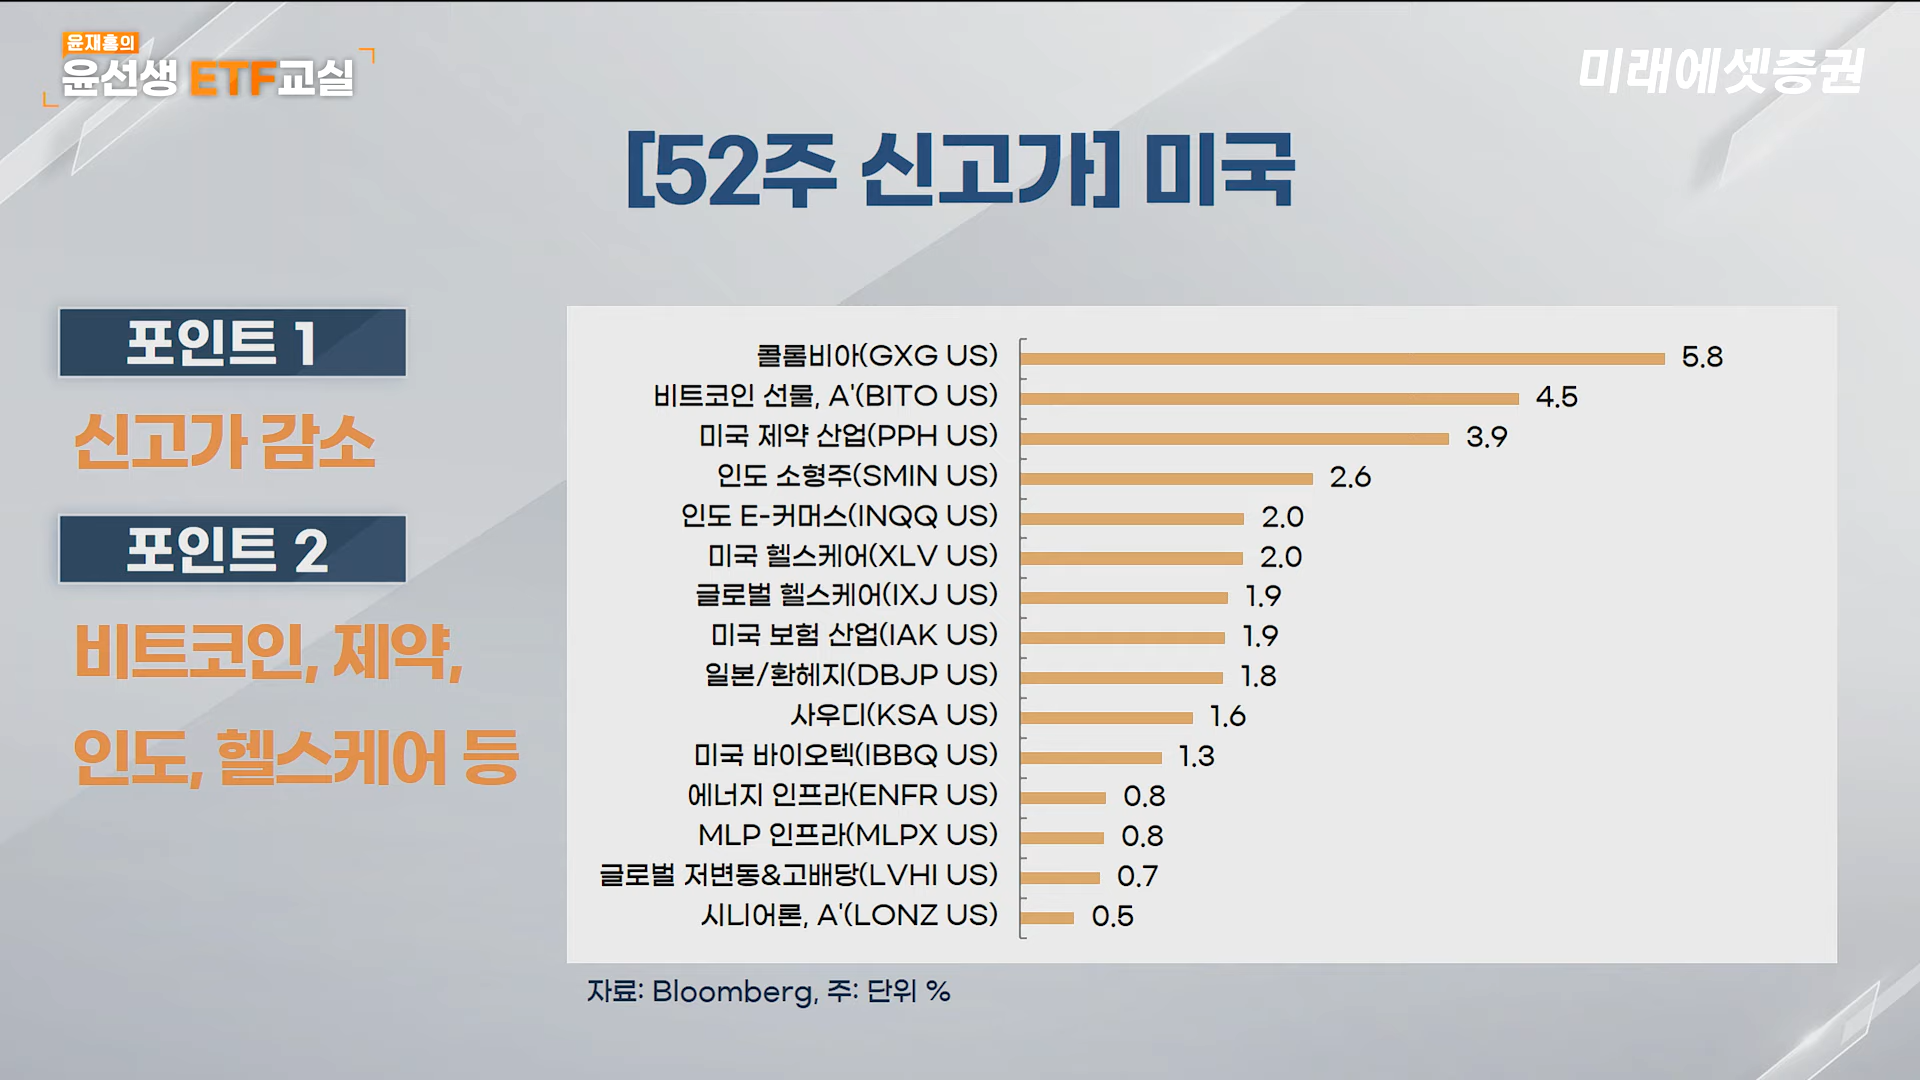 윤재홍의
윤선생 ETF교실
미래에셋증권
[52주 신고가] 미국
포인트 1
신고가 감소
포인트 2
비트코인, 제약,
인도, 헬스케어 등
콜롬비아(GXG US) 5.8
비트코인 선물, A'(BITO US) 4.5
미국 제약 산업(PPH US) 3.9
인도 소형주(SMIN US) 2.6
인도 E-커머스(INQQ US) 2.0
미국 헬스케어(XLV US) 2.0
글로벌 헬스케어(IXJ US) 1.9
미국 보험 산업(IAK US) 1.9
일본/환헤지(DBJP US) 1.8
사우디(KSA US) 1.6
미국 바이오텍(IBBQ US) 1.3
에너지 인프라(ENFR US) 0.8
MLP 인프라(MLPX US) 0.8
글로벌 저변동&고배당(LVHI US) 0.7
시니어론, A'(LONZ US) 0.5
자료: Bloomberg, 주: 단위 %